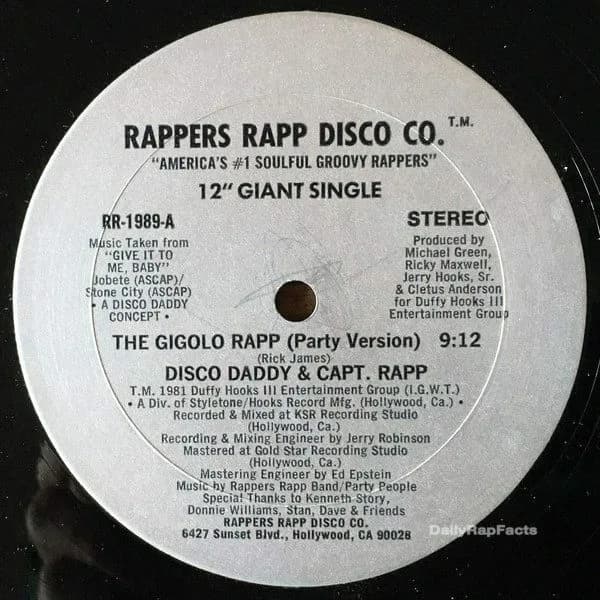 RAPPERS RAPP DISCO CO. T.M.
"AMERICA'S #1 SOULFUL GROOVY RAPPERS"
12" GIANT SINGLE
RR-1989-A
Music Taken from
"GIVE IT TO
ME, BABY"
Jobete (ASCAP)/
Stone City (ASCAP)
• A DISCO DADDY
CONCEPT •
STEREO
Produced by
Michael Green,
Ricky Maxwell,
Jerry Hooks, Sr.
& Cletus Anderson
for Duffy Hooks III
Entertainment Group
THE GIGOLO RAPP (Party Version) 9:12
(Rick James)
DISCO DADDY & CAPT. RAPP
T.M. 1981 Duffy Hooks III Entertainment Group (I.G.W.T.)
• A Div. of Styletone/Hooks Record Mfg. (Hollywood, Ca.) •
Recorded & Mixed at KSR Recording Studio
(Hollywood, Ca.)
Recording & Mixing Engineer by Jerry Robinson
Mastered at Gold Star Recording Studio
(Hollywood, Ca.)
Mastering Engineer by Ed Epstein
Music by Rappers Rapp Band/Party People
Special Thanks to Kenneth Story,
Donnie Williams, Stan, Dave & Friends
RAPPERS RAPP DISCO CO.
6427 Sunset Blvd., Hollywood, CA 90028
DailyRapFacts